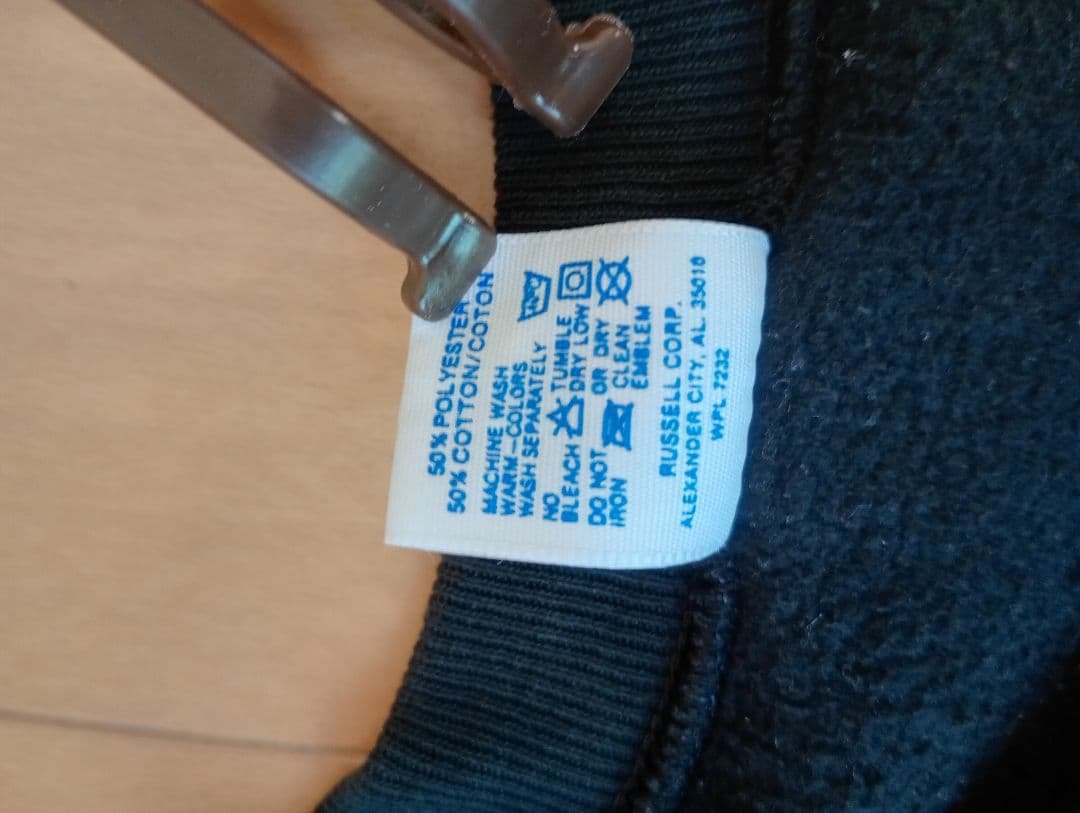 50% POLYESTER
50% COTTON/COTON
MACHINE WASH
WARM-COLORS
WASH SEPARATELY
NO BLEACH
TUMBLE DRY LOW
DO NOT IRON
OR DRY CLEAN EMBLEM
RUSSELL CORP.
ALEXANDER CITY, AL. 35010
WPL 7232